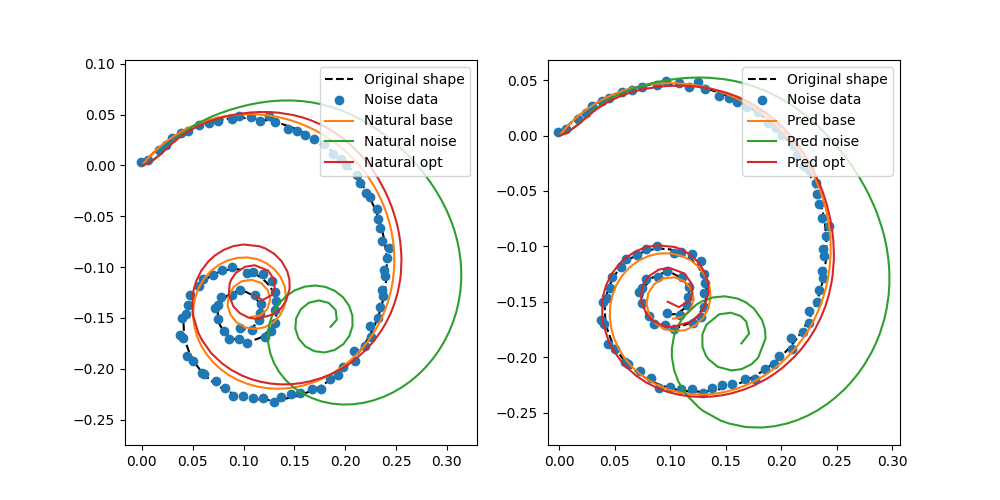 0.10
0.05
0.00
−0.05
−0.10
−0.15
−0.20
−0.25
0.00 0.05 0.10 0.15 0.20 0.25 0.30
Original shape
Noise data
Natural base
Natural noise
Natural opt
0.05
0.00
−0.05
−0.10
−0.15
−0.20
−0.25
0.00 0.05 0.10 0.15 0.20 0.25 0.30
Original shape
Noise data
Pred base
Pred noise
Pred opt